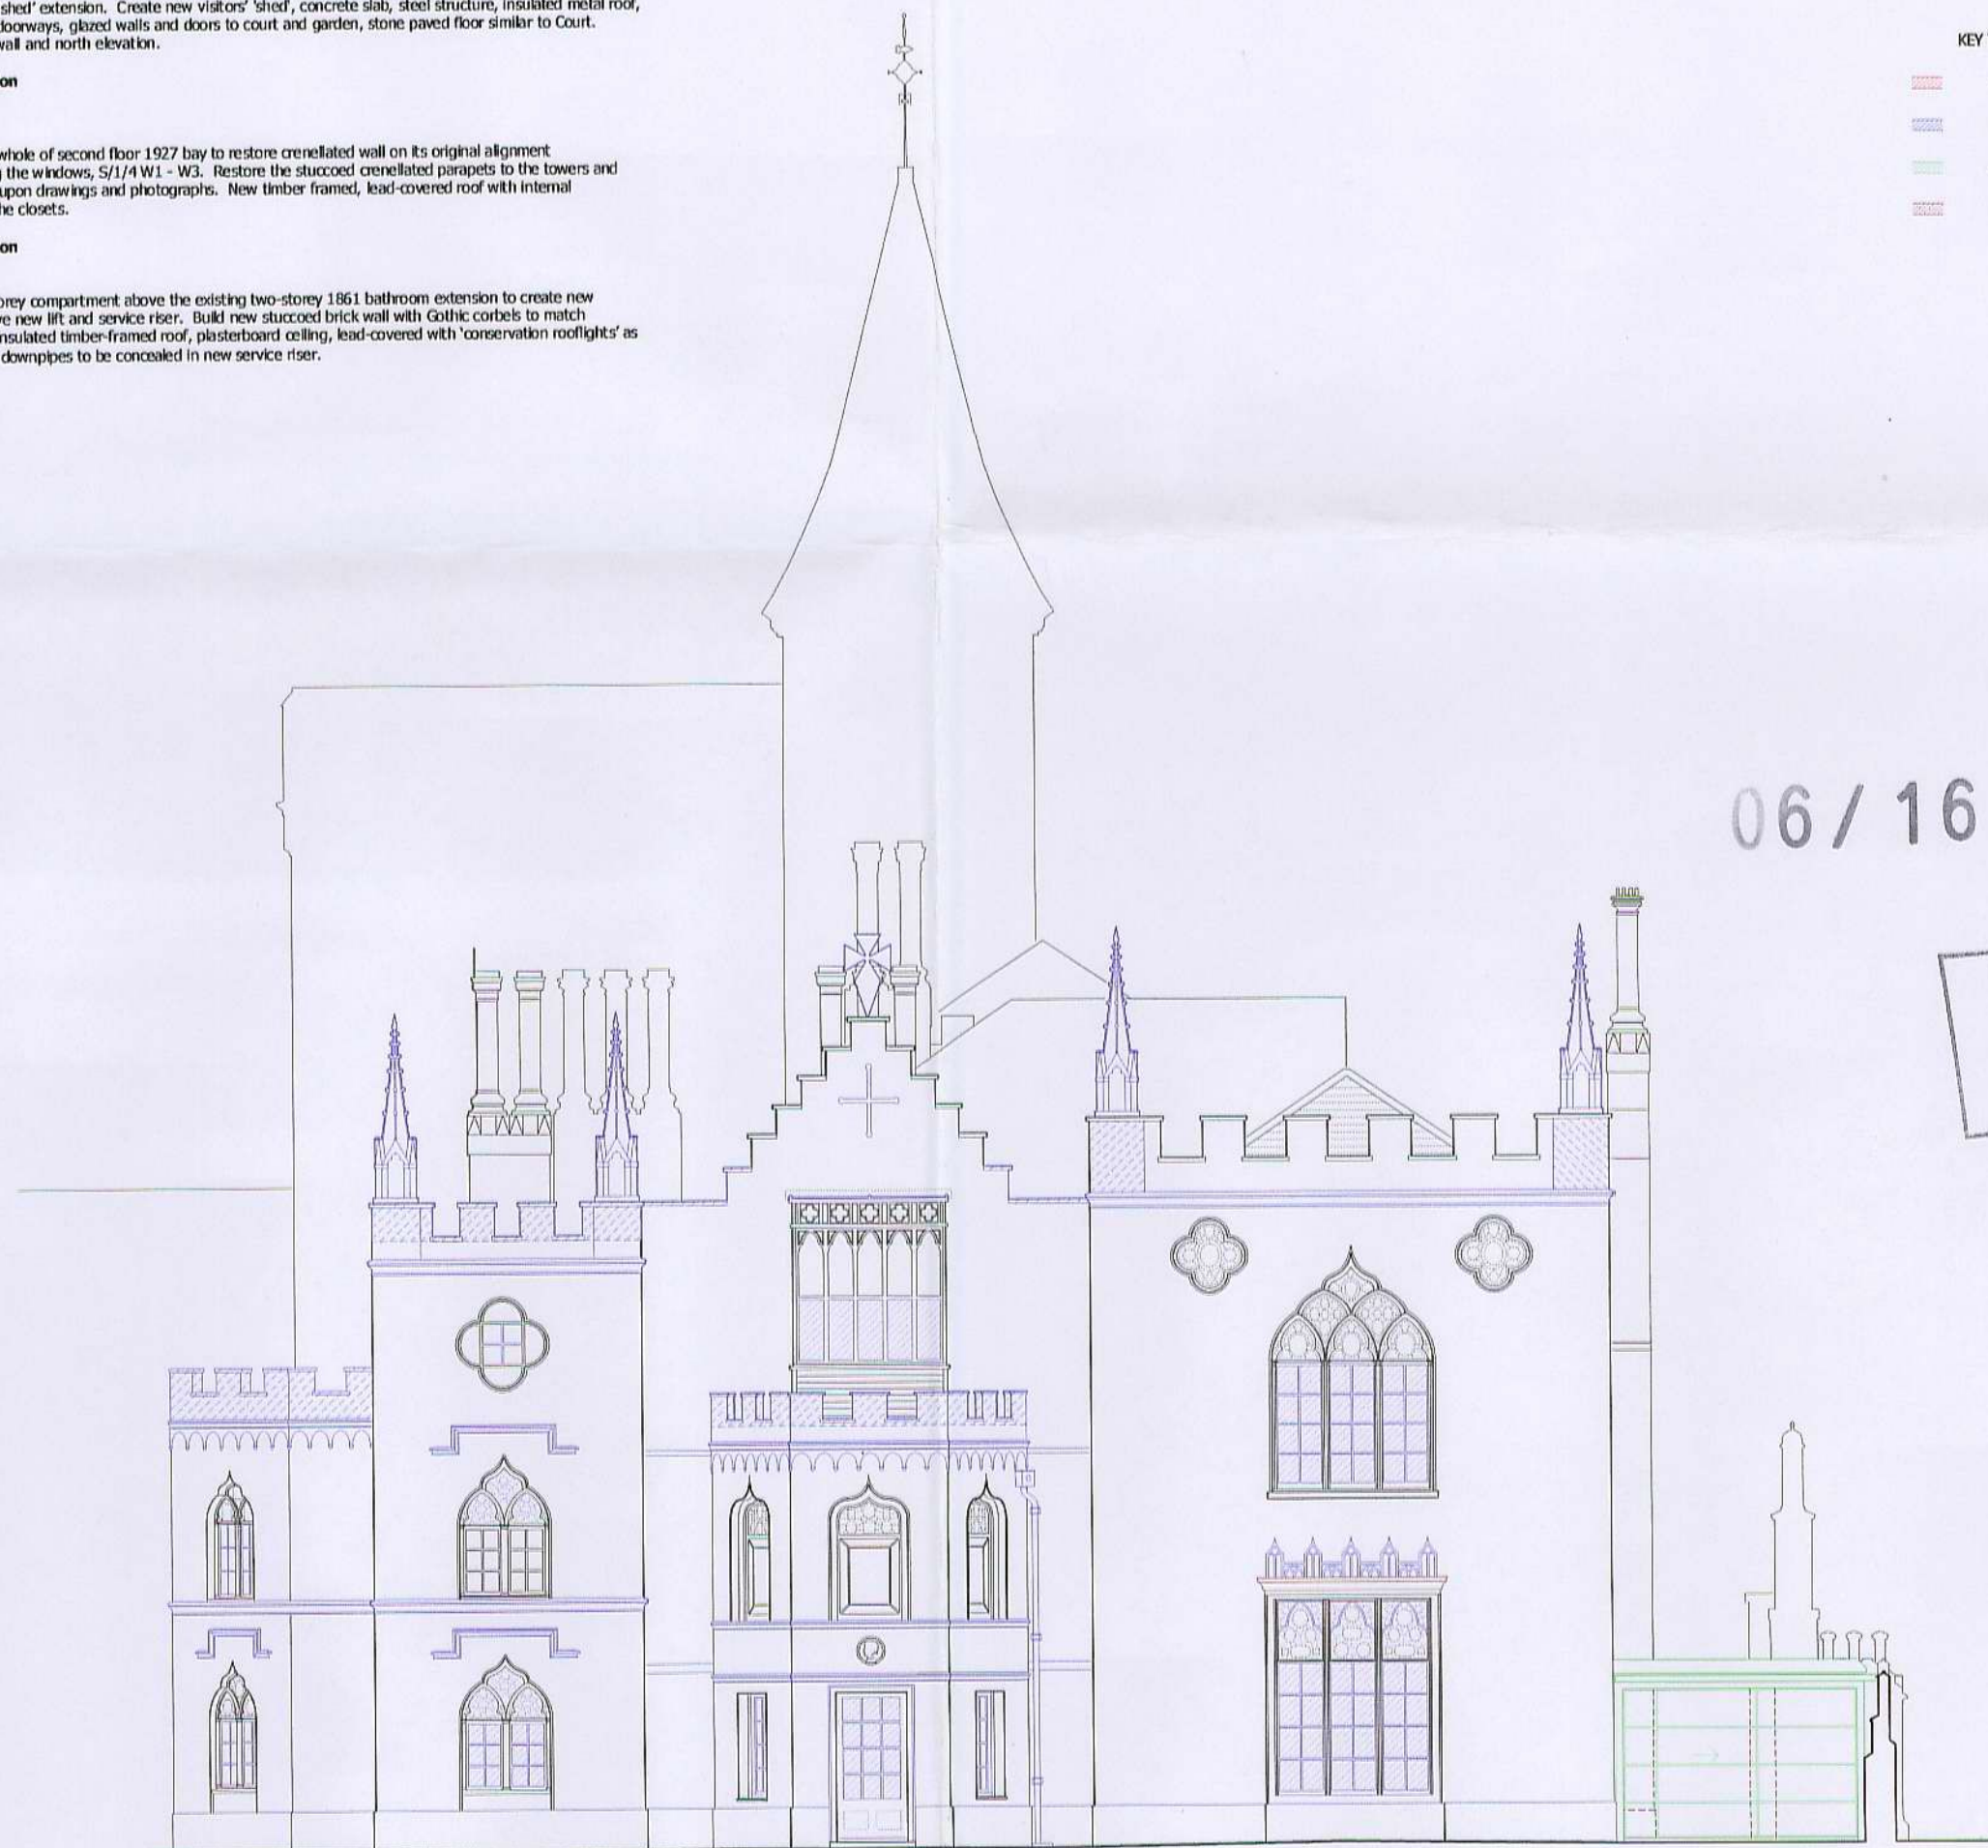 shed' extension. Create new visitors' 'shed', concrete slab, steel structure, insulated metal roof,
doorways, glazed walls and doors to court and garden, stone paved floor similar to Court.
wall and north elevation.
on
whole of second floor 1927 bay to restore crenellated wall on its original alignment
the windows, S/1/4 W1 - W3. Restore the stuccoed crenellated parapets to the towers and
upon drawings and photographs. New timber framed, lead-covered roof with internal
closets.
on
compartment above the existing two-storey 1861 bathroom extension to create new
new lift and service riser. Build new stuccoed brick wall with Gothic corbels to match
insulated timber-framed roof, plasterboard ceiling, lead-covered with 'conservation rooflights' as
downpipes to be concealed in new service riser.
KEY
06/16